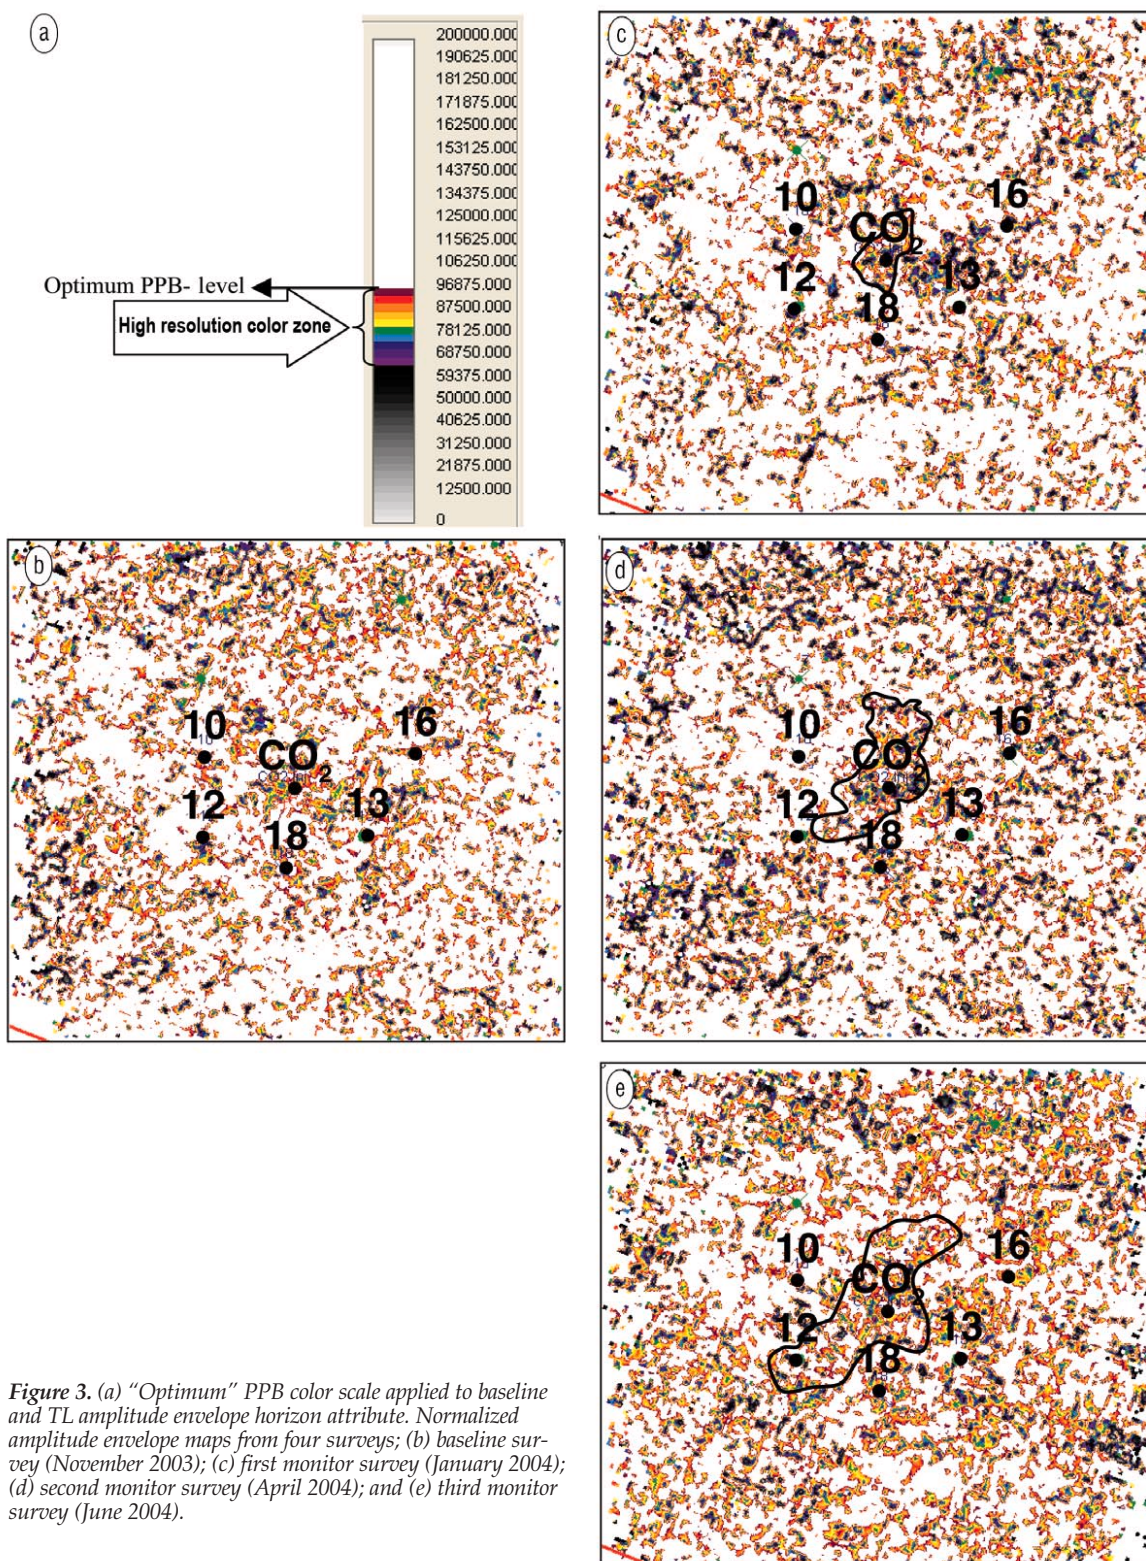 a
200000.000
190625.000
181250.000
171875.000
162500.000
153125.000
143750.000
134375.000
125000.000
115625.000
106250.000
96875.000
87500.000
78125.000
68750.000
59375.000
50000.000
40625.000
31250.000
21875.000
12500.000
0
Optimum PPB- level
High resolution color zone
c
10
16
CO2
12
13
18
b
10
16
CO2
12
13
18
d
10
16
CO2
12
13
18
e
10
16
CO2
12
13
18
Figure 3. (a) “Optimum” PPB color scale applied to baseline
and TL amplitude envelope horizon attribute. Normalized
amplitude envelope maps from four surveys; (b) baseline sur-
vey (November 2003); (c) first monitor survey (January 2004);
(d) second monitor survey (April 2004); and (e) third monitor
survey (June 2004).